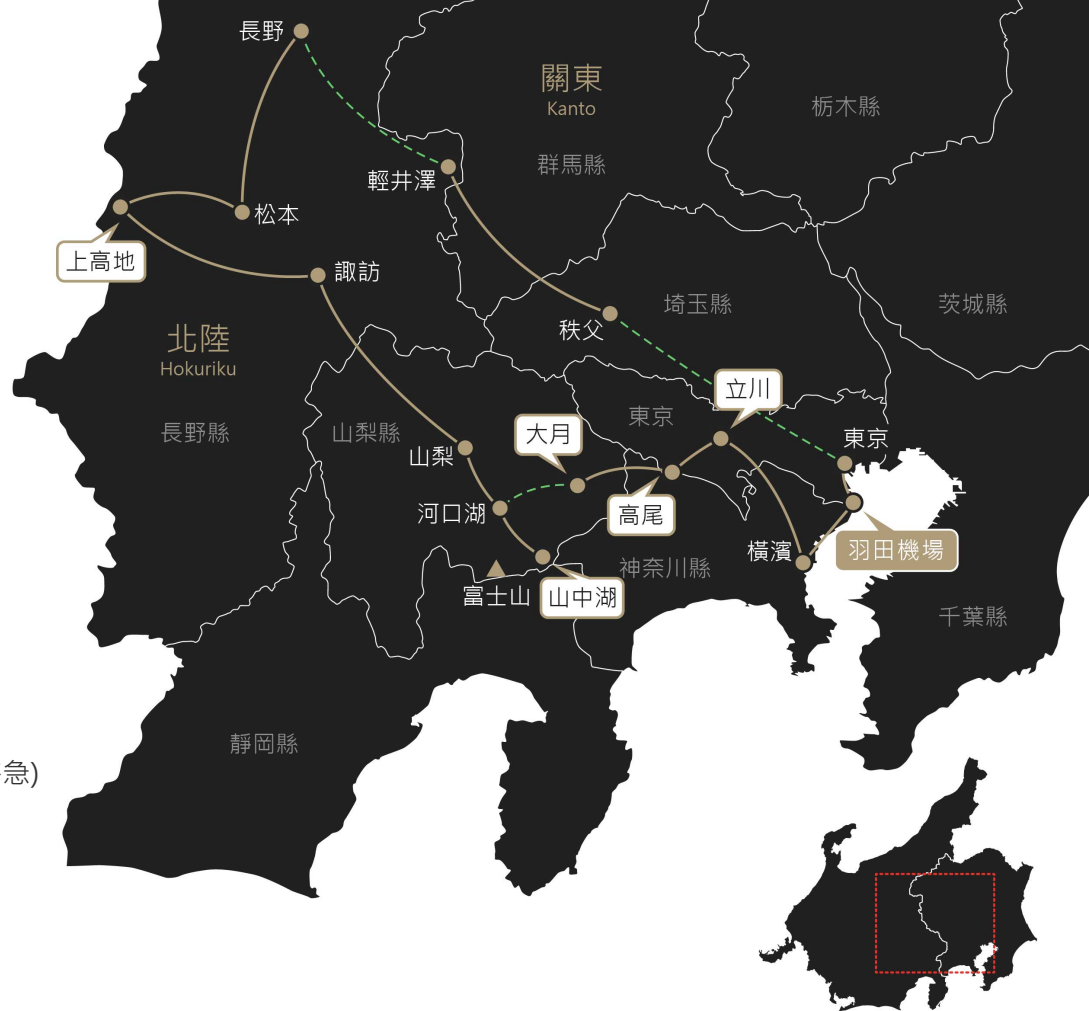 長野
關東
Kanto
栃木縣
群馬縣
輕井澤
松本
上高地
諏訪
埼玉縣
茨城縣
秩父
北陸
Hokuriku
立川
東京
大月
東京
長野縣
山梨縣
山梨
河口湖
高尾
橫濱
羽田機場
神奈川縣
富士山
山中湖
千葉縣
靜岡縣
急)